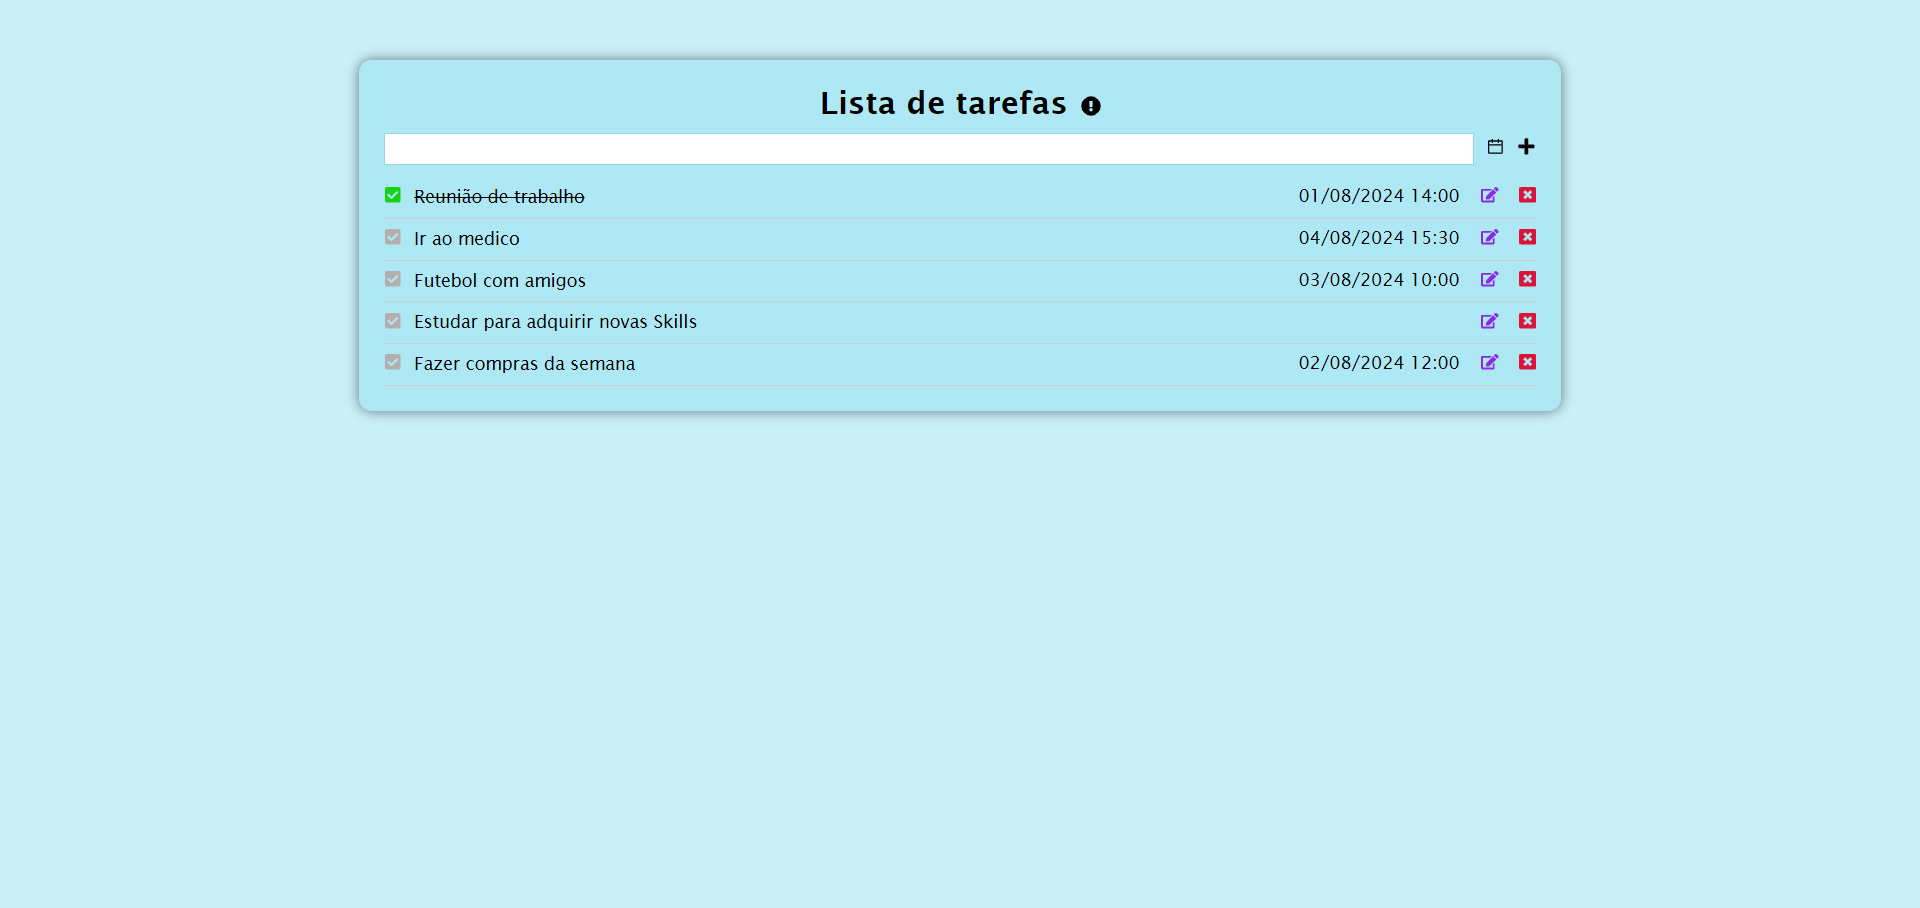 Lista de tarefas
Reunião de trabalho 01/08/2024 14:00
Ir ao medico 04/08/2024 15:30
Futebol com amigos 03/08/2024 10:00
Estudar para adquirir novas Skills
Fazer compras da semana 02/08/2024 12:00